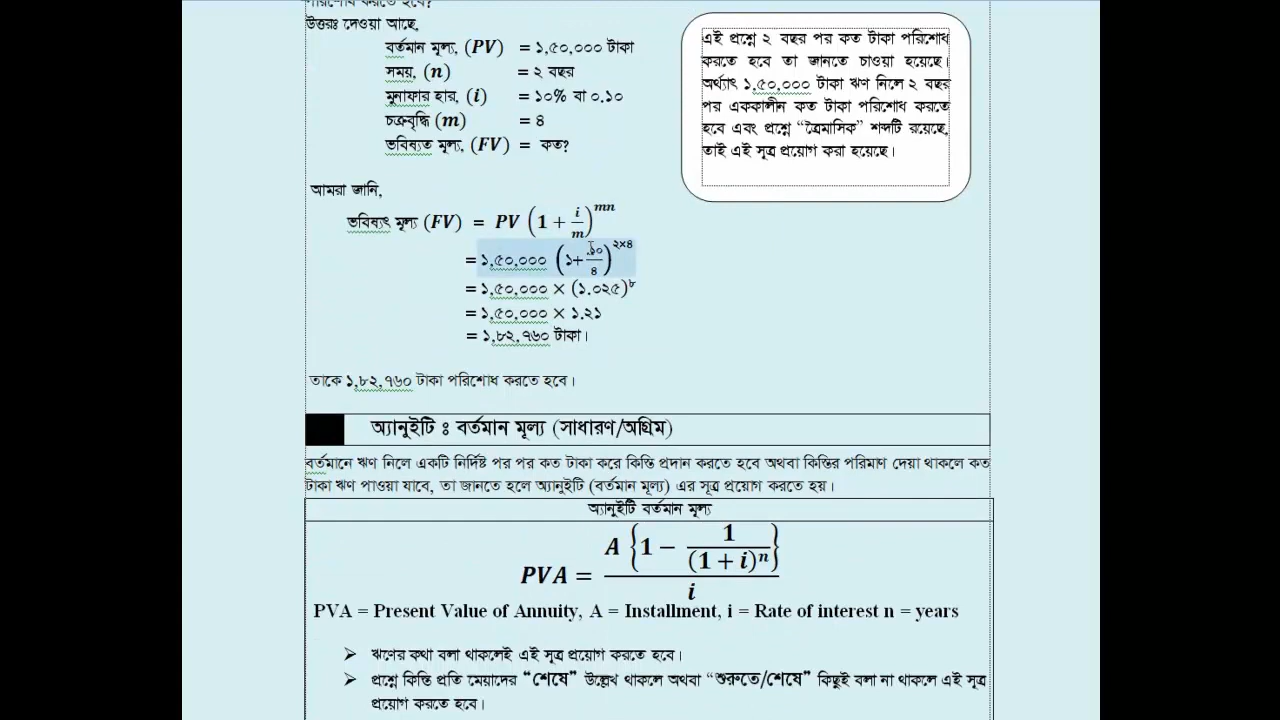 পরিশোধ করতে হবে?
উত্তরঃ দেওয়া আছে,
বর্তমান মূল্য, (PV) = ১,৫০,০০০ টাকা
সময়, (n) = ২ বছর
মুনাফার হার, (i) = ১০% বা ০.১০
চক্রবৃদ্ধি (m) = ৪
ভবিষ্যত মূল্য, (FV) = কত?
এই প্রশ্নে ২ বছর পর কত টাকা পরিশোধ
করতে হবে তা জানতে চাওয়া হয়েছে।
অর্থ্যাৎ ১,৫০,০০০ টাকা ঋণ নিলে ২ বছর
পর এককালীন কত টাকা পরিশোধ করতে
হবে এবং প্রশ্নে “ত্রৈমাসিক” শব্দটি রয়েছে,
তাই এই সূত্র প্রয়োগ করা হয়েছে।
আমরা জানি,
ভবিষ্যৎ মূল্য (FV) = PV (1 + i/m)^mn
= ১,৫০,০০০ (১+ .১০/৪)^২×৪
= ১,৫০,০০০ × (১.০২৫)^৮
= ১,৫০,০০০ × ১.২১
= ১,৮২,৭৬০ টাকা।
তাকে ১,৮২,৭৬০ টাকা পরিশোধ করতে হবে।
অ্যানুইটি ঃ বর্তমান মূল্য (সাধারণ/অগ্রিম)
বর্তমানে ঋণ নিলে একটি নির্দিষ্ট পর পর কত টাকা করে কিস্তি প্রদান করতে হবে অথবা কিস্তির পরিমাণ দেয়া থাকলে কত
টাকা ঋণ পাওয়া যাবে, তা জানতে হলে অ্যানুইটি (বর্তমান মূল্য) এর সূত্র প্রয়োগ করতে হয়।
অ্যানুইটি বর্তমান মূল্য
PVA = A {1 − 1/(1 + i)^n} / i
PVA = Present Value of Annuity, A = Installment, i = Rate of interest n = years
➢ ঋণের কথা বলা থাকলেই এই সূত্র প্রয়োগ করতে হবে।
➢ প্রশ্নে কিস্তি প্রতি মেয়াদের “শেষে” উল্লেখ থাকলে অথবা “শুরুতে/শেষে” কিছুই বলা না থাকলে এই সূত্র
প্রয়োগ করতে হবে।